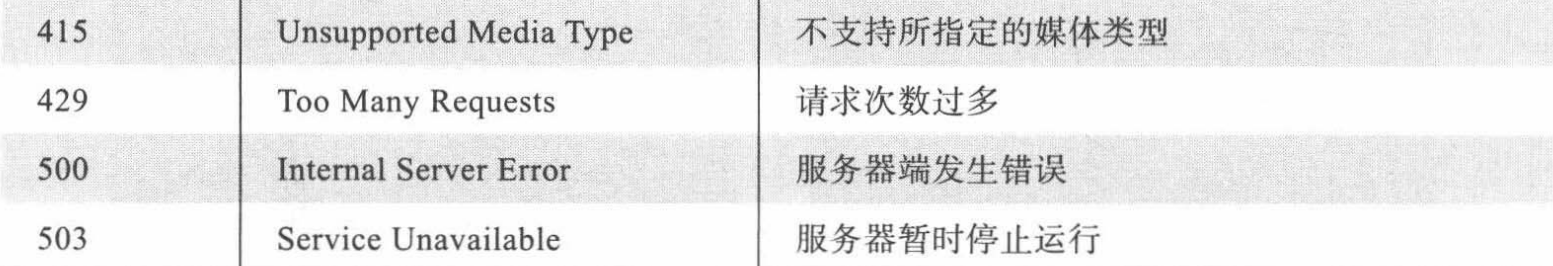 415 Unsupported Media Type 不支持所指定的媒体类型
429 Too Many Requests 请求次数过多
500 Internal Server Error 服务器端发生错误
503 Service Unavailable 服务器暂时停止运行